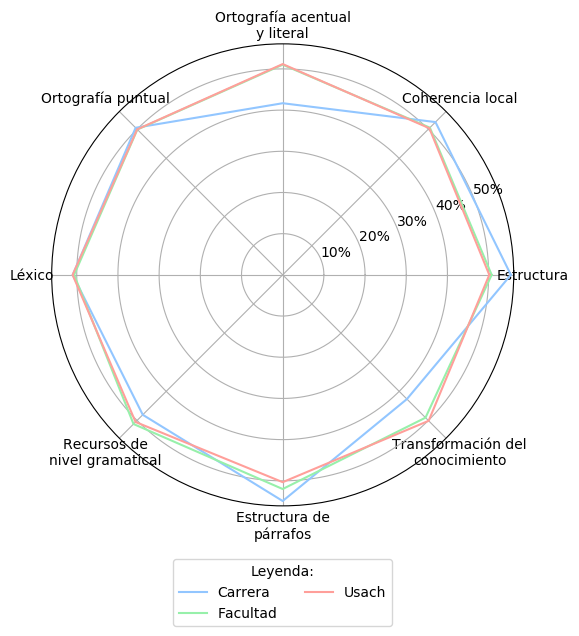 Ortografía acentual
y literal
Ortografía puntual
Coherencia local
50%
40%
30%
20%
10%
Léxico
Estructura
Recursos de
nivel gramatical
Transformación del
conocimiento
Estructura de
párrafos
Leyenda:
Carrera
Usach
Facultad